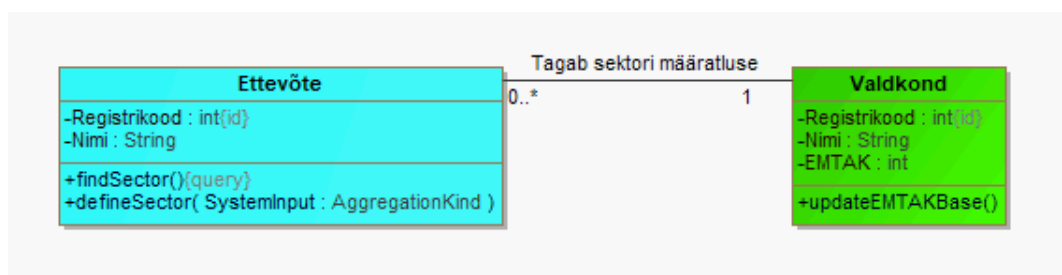 Tagab sektori määratluse
0..*
1
Ettevõte
-Registrikood : int{id}
-Nimi : String
+findSector(){query}
+defineSector( SystemInput : AggregationKind )
Valdkond
-Registrikood : int{id}
-Nimi : String
-EMTAK : int
+updateEMTAKBase()